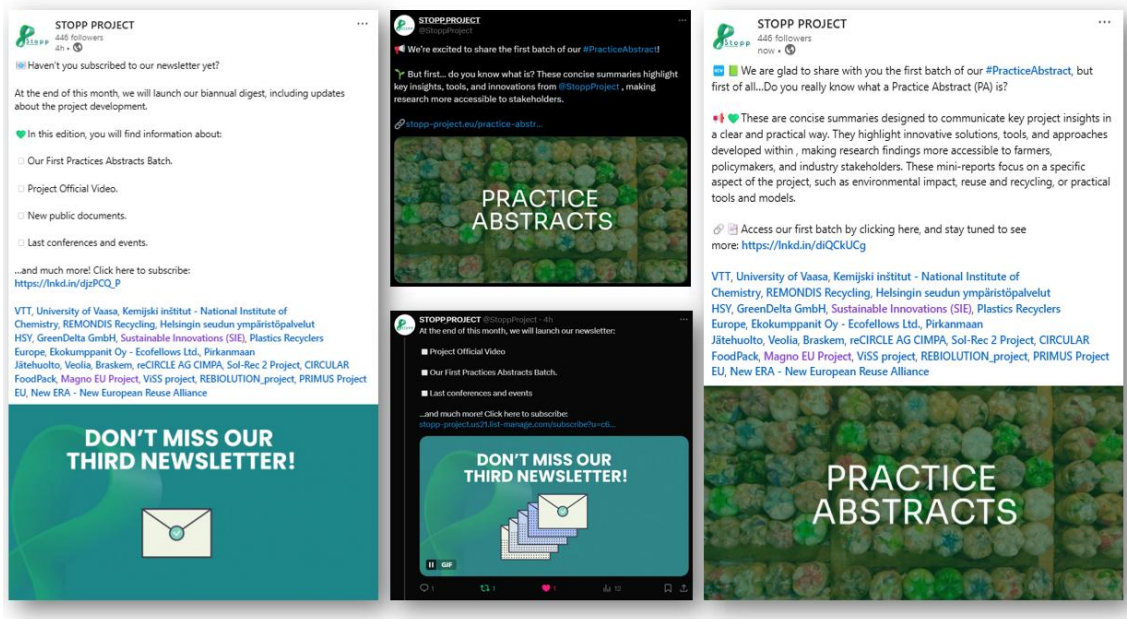 STOPP PROJECT
446 followers
4h •
Stopp
Haven't you subscribed to our newsletter yet?
At the end of this month, we will launch our biannual digest, including updates
about the project development.
In this edition, you will find information about:
Our First Practices Abstracts Batch.
Project Official Video.
New public documents.
Last conferences and events.
...and much more! Click here to subscribe:
https://lnkd.in/djzPCQ_P
VTT, University of Vaasa, Kemijski inštitut - National Institute of
Chemistry, REMONDIS Recycling, Helsingin seudun ympäristöpalvelut
HSY, GreenDelta GmbH, Sustainable Innovations (SIE), Plastics Recyclers
Europe, Ekokumppanit Oy - Ecofellows Ltd., Pirkanmaan
Jätehuolto, Veolia, Braskem, reCIRCLE AG CIMPA, Sol-Rec 2 Project, CIRCULAR
FoodPack, Magno EU Project, ViSS project, REBIOLUTION_project, PRIMUS Project
EU, New ERA - New European Reuse Alliance
DON'T MISS OUR
THIRD NEWSLETTER!
STOPP.PROJECT
@StoppProject
We're excited to share the first batch of our #PracticeAbstract!
But first... do you know what is? These concise summaries highlight
key insights, tools, and innovations from @StoppProject , making
research more accessible to stakeholders.
stopp-project.eu/practice-abstr...
PRACTICE
ABSTRACTS
STOPP.PROJECT @StoppProject · 4h
At the end of this month, we will launch our newsletter:
Project Official Video
Our First Practices Abstracts Batch.
Last conferences and events
...and much more! Click here to subscribe:
stopp-project.us21.list-manage.com/subscribe?u=c6...
DON'T MISS OUR
THIRD NEWSLETTER!
GIF
1 1 1 12
STOPP PROJECT
446 followers
now •
Stopp
We are glad to share with you the first batch of our #PracticeAbstract, but
first of all...Do you really know what a Practice Abstract (PA) is?
These are concise summaries designed to communicate key project insights in
a clear and practical way. They highlight innovative solutions, tools, and approaches
developed within , making research findings more accessible to farmers,
policymakers, and industry stakeholders. These mini-reports focus on a specific
aspect of the project, such as environmental impact, reuse and recycling, or practical
tools and models.
Access our first batch by clicking here, and stay tuned to see
more: https://lnkd.in/diQCkUCg
VTT, University of Vaasa, Kemijski inštitut - National Institute of
Chemistry, REMONDIS Recycling, Helsingin seudun ympäristöpalvelut
HSY, GreenDelta GmbH, Sustainable Innovations (SIE), Plastics Recyclers
Europe, Ekokumppanit Oy - Ecofellows Ltd., Pirkanmaan
Jätehuolto, Veolia, Braskem, reCIRCLE AG CIMPA, Sol-Rec 2 Project, CIRCULAR
FoodPack, Magno EU Project, ViSS project, REBIOLUTION_project, PRIMUS Project
EU, New ERA - New European Reuse Alliance
PRACTICE
ABSTRACTS